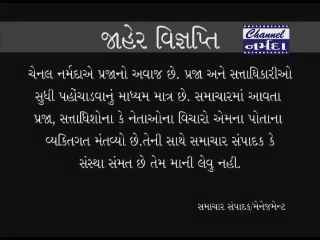 જાહેર વિજ્ઞપ્તિ
Channel
નર્મદા
ચેનલ નર્મદાએ પ્રજાનો અવાજ છે. પ્રજા અને સત્તાધિકારીઓ
સુધી પહોંચાડવાનું માધ્યમ માત્ર છે. સમાચારમાં આવતા
પ્રજા, સત્તાધિશોના કે નેતાઓના વિચારો એમના પોતાના
વ્યકિતગત મંતવ્યો છે.તેની સાથે સમાચાર સંપાદક કે
સંસ્થા સંમત છે તેમ માની લેવુ નહી.
સમાચાર સંપાદક/મેનેજમેન્ટ